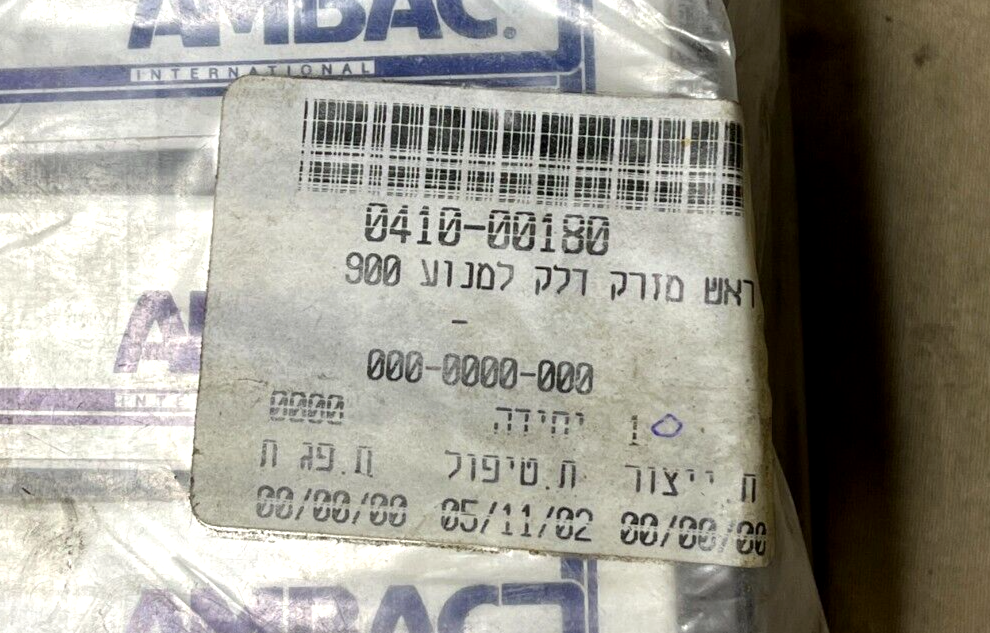 AMBAC®
INTERNATIONAL
0410-00180
ראש מזרק דלק למנוע 900
-
000-0000-000
1 יחידה 0000
ת.ייצור ת.טיפול ת.פג ת
00/00/00 05/11/02 00/00/00
AMBAC